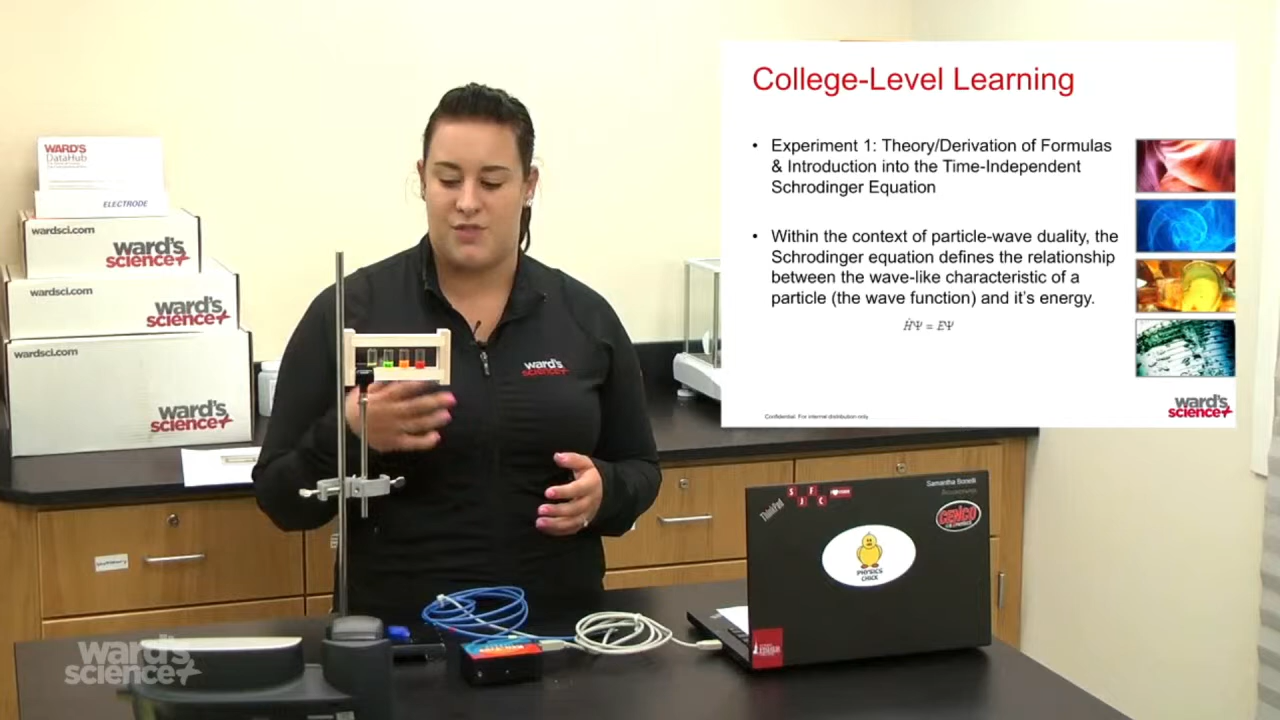 College-Level Learning
• Experiment 1: Theory/Derivation of Formulas
& Introduction into the Time-Independent
Schrodinger Equation
• Within the context of particle-wave duality, the
Schrodinger equation defines the relationship
between the wave-like characteristic of a
particle (the wave function) and it's energy.
ĤΨ = EΨ
Confidential: For internal distribution only
ward's
science+
WARD'S
DataHub
ELECTRODE
wardsci.com
ward's
science+
wardsci.com
ward's
science+
wardsci.com
ward's
science+
ward's
science+
ThinkPad
Samantha Bonelli
GENCO
PHYSICS
CHICK
ward's
science+